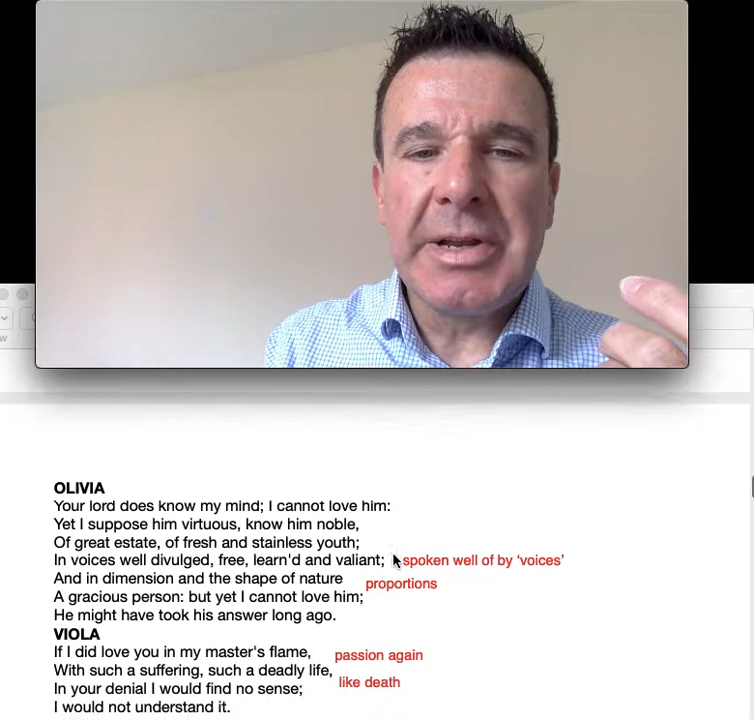 w
OLIVIA
Your lord does know my mind; I cannot love him:
Yet I suppose him virtuous, know him noble,
Of great estate, of fresh and stainless youth;
In voices well divulged, free, learn'd and valiant; spoken well of by ‘voices’
And in dimension and the shape of nature proportions
A gracious person: but yet I cannot love him;
He might have took his answer long ago.
VIOLA
If I did love you in my master's flame, passion again
With such a suffering, such a deadly life,
like death
In your denial I would find no sense;
I would not understand it.